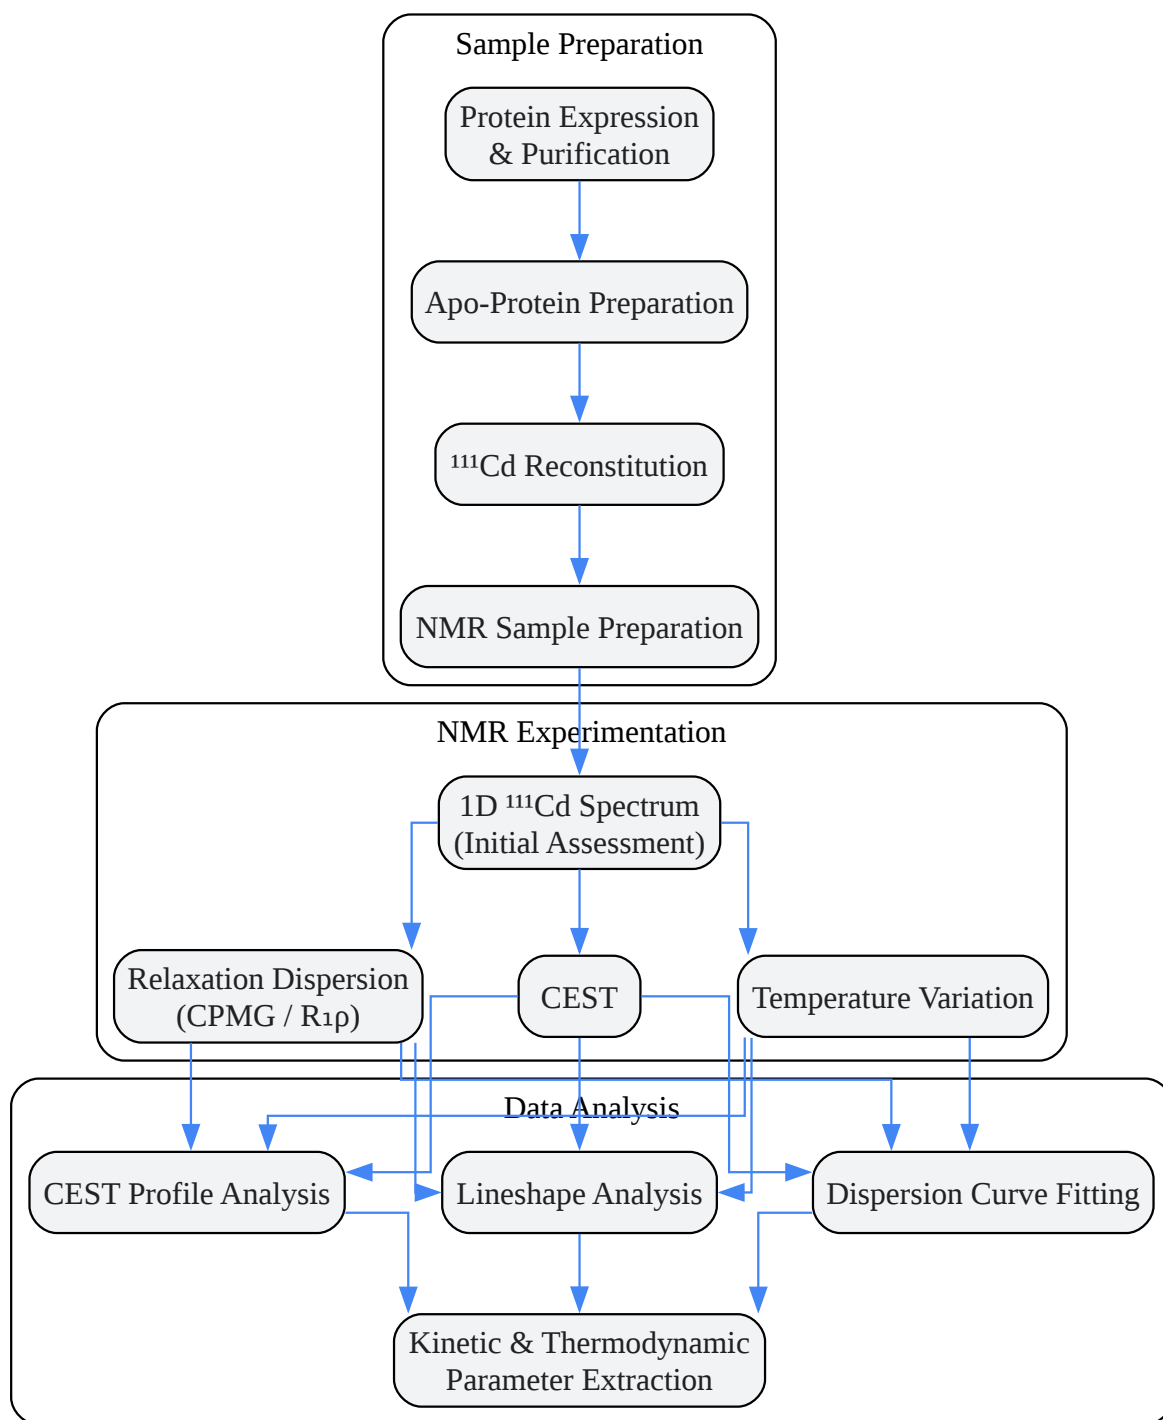 Sample Preparation
Protein Expression
& Purification
Apo-Protein Preparation
¹¹¹Cd Reconstitution
NMR Sample Preparation
NMR Experimentation
1D ¹¹¹Cd Spectrum
(Initial Assessment)
Relaxation Dispersion
(CPMG / R₁ρ)
CEST
Temperature Variation
Data Analysis
CEST Profile Analysis
Lineshape Analysis
Dispersion Curve Fitting
Kinetic & Thermodynamic
Parameter Extraction